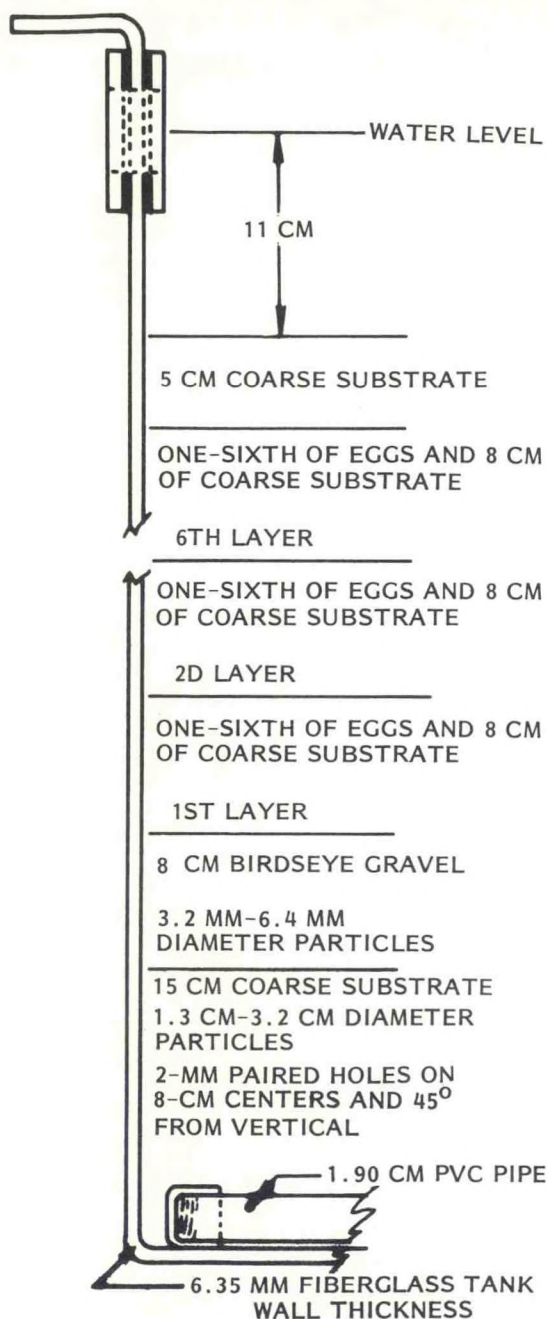 WATER LEVEL
11 CM
5 CM COARSE SUBSTRATE
ONE-SIXTH OF EGGS AND 8 CM
OF COARSE SUBSTRATE
6TH LAYER
ONE-SIXTH OF EGGS AND 8 CM
OF COARSE SUBSTRATE
2D LAYER
ONE-SIXTH OF EGGS AND 8 CM
OF COARSE SUBSTRATE
1ST LAYER
8 CM BIRDSEYE GRAVEL
3.2 MM-6.4 MM
DIAMETER PARTICLES
15 CM COARSE SUBSTRATE
1.3 CM-3.2 CM DIAMETER
PARTICLES
2-MM PAIRED HOLES ON
8-CM CENTERS AND 45⁰
FROM VERTICAL
1.90 CM PVC PIPE
6.35 MM FIBERGLASS TANK
WALL THICKNESS